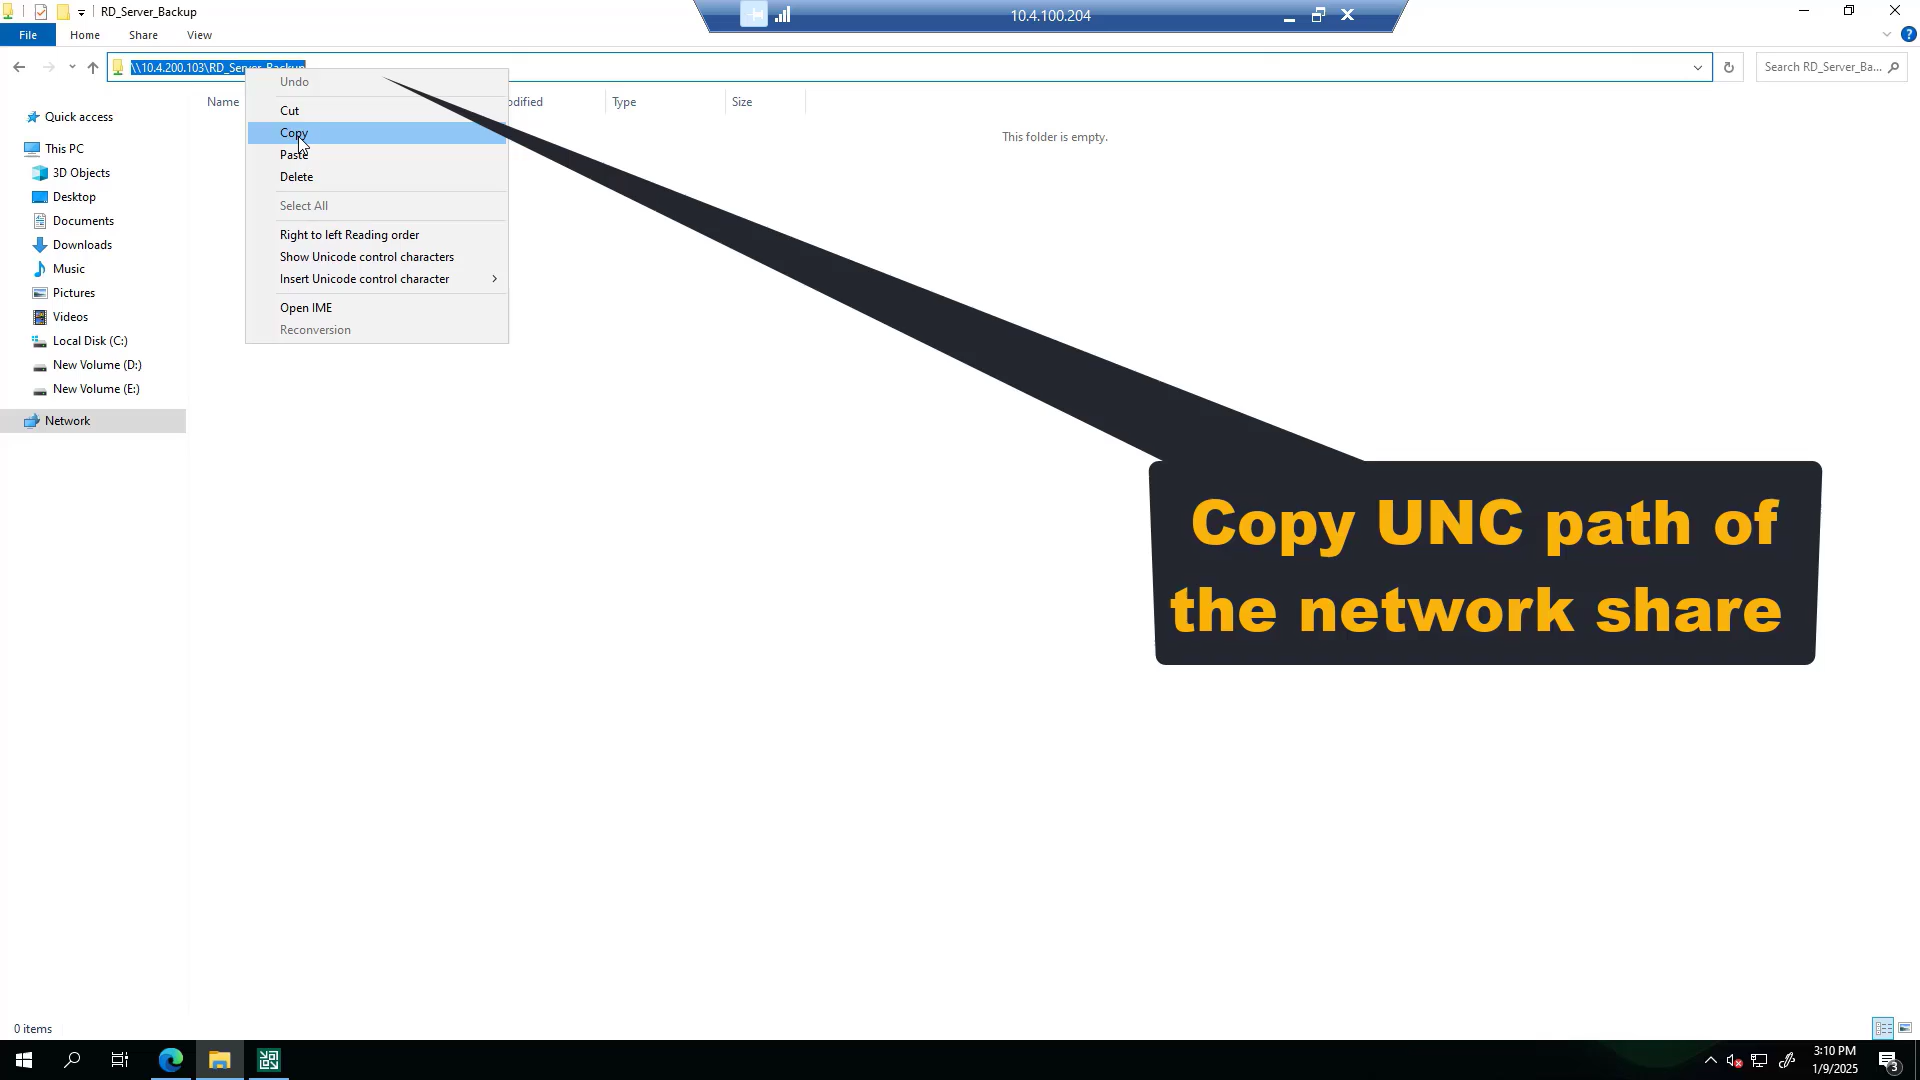 RD_Server_Backup
10.4.100.204
File
Home
Share
View
\\10.4.200.103\RD_Server_Backup
Search RD_Server_Ba...
Name
odified
Type
Size
This folder is empty.
Undo
Cut
Copy
Paste
Delete
Select All
Right to left Reading order
Show Unicode control characters
Insert Unicode control character
Open IME
Reconversion
Quick access
This PC
3D Objects
Desktop
Documents
Downloads
Music
Pictures
Videos
Local Disk (C:)
New Volume (D:)
New Volume (E:)
Network
Copy UNC path of
the network share
0 items
3:10 PM
1/9/2025
3